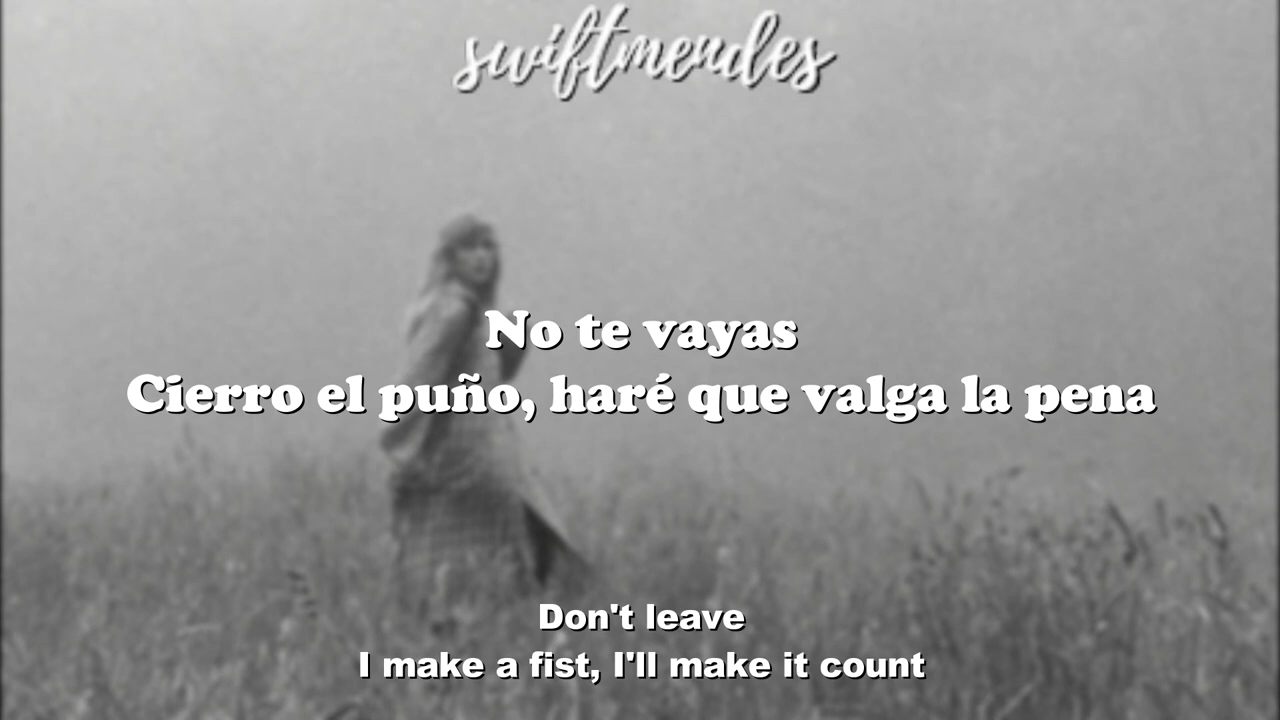 swiftmendes
No te vayas
Cierro el puño, haré que valga la pena
Don't leave
I make a fist, I'll make it count